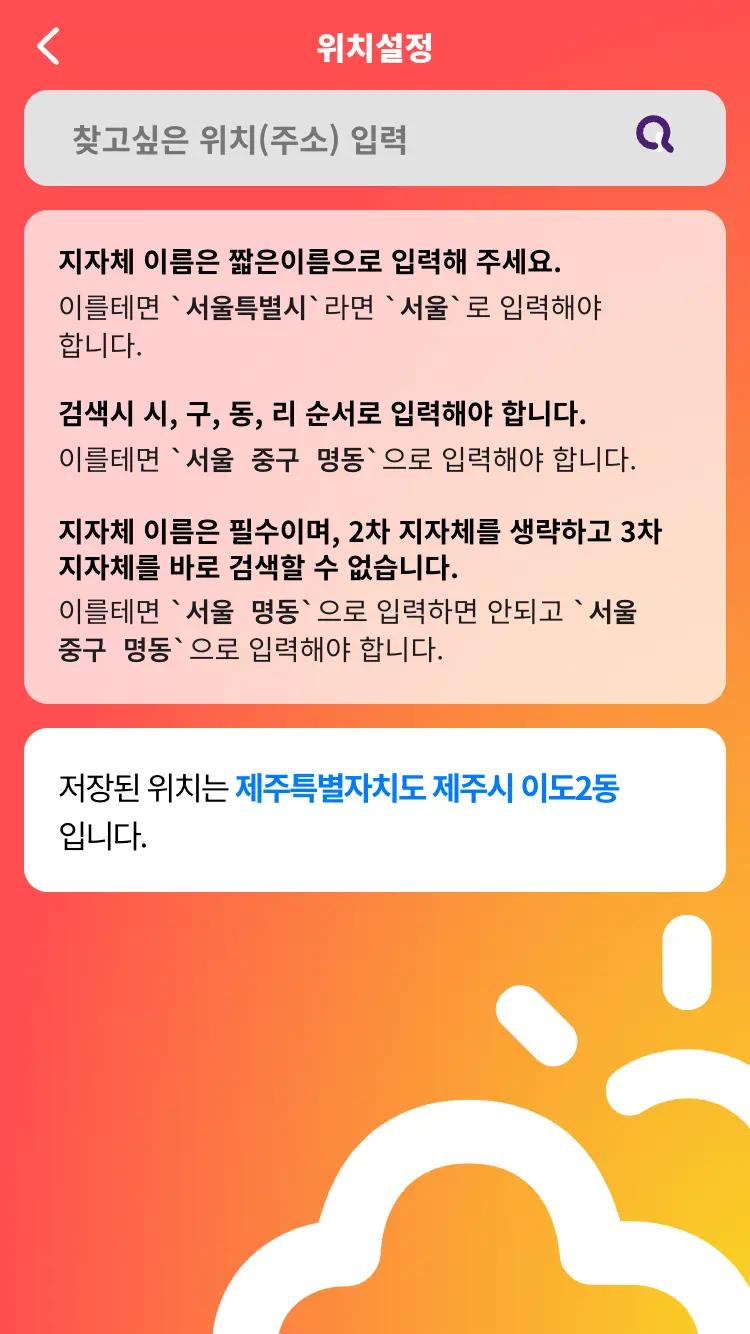 위치설정
찾고싶은 위치(주소) 입력
지자체 이름은 짧은이름으로 입력해 주세요.
이를테면 `서울특별시`라면 `서울`로 입력해야
합니다.
검색시 시, 구, 동, 리 순서로 입력해야 합니다.
이를테면 `서울 중구 명동`으로 입력해야 합니다.
지자체 이름은 필수이며, 2차 지자체를 생략하고 3차
지자체를 바로 검색할 수 없습니다.
이를테면 `서울 명동`으로 입력하면 안되고 `서울
중구 명동`으로 입력해야 합니다.
저장된 위치는 제주특별자치도 제주시 이도2동
입니다.